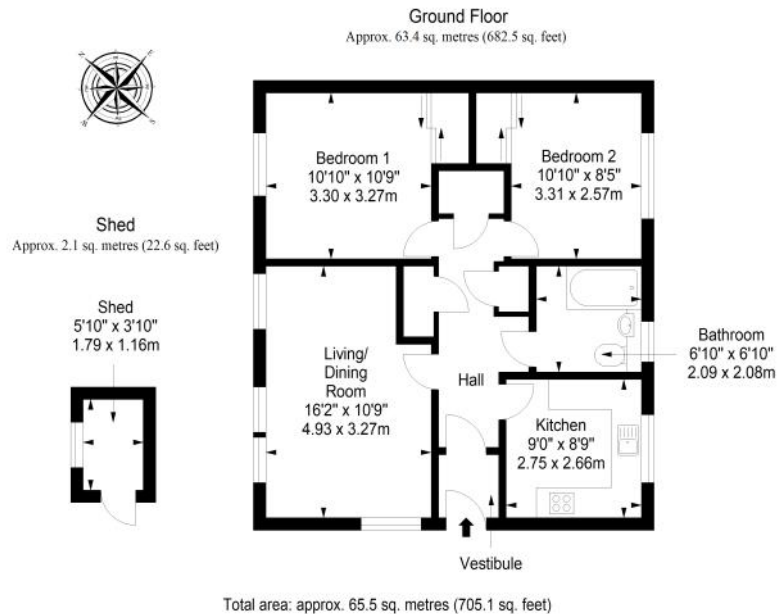 Ground Floor
Approx. 63.4 sq. metres (682.5 sq. feet)
N
E
S
Bedroom 1
10'10" x 10'9"
3.30 x 3.27m
Bedroom 2
10'10" x 8'5"
3.31 x 2.57m
Shed
Approx. 2.1 sq. metres (22.6 sq. feet)
Shed
5'10" x 3'10"
1.79 x 1.16m
Living/
Dining
Room
16'2" x 10'9"
4.93 x 3.27m
Hall
Bathroom
6'10" x 6'10"
2.09 x 2.08m
Kitchen
9'0" x 8'9"
2.75 x 2.66m
Vestibule
Total area: approx. 65.5 sq. metres (705.1 sq. feet)